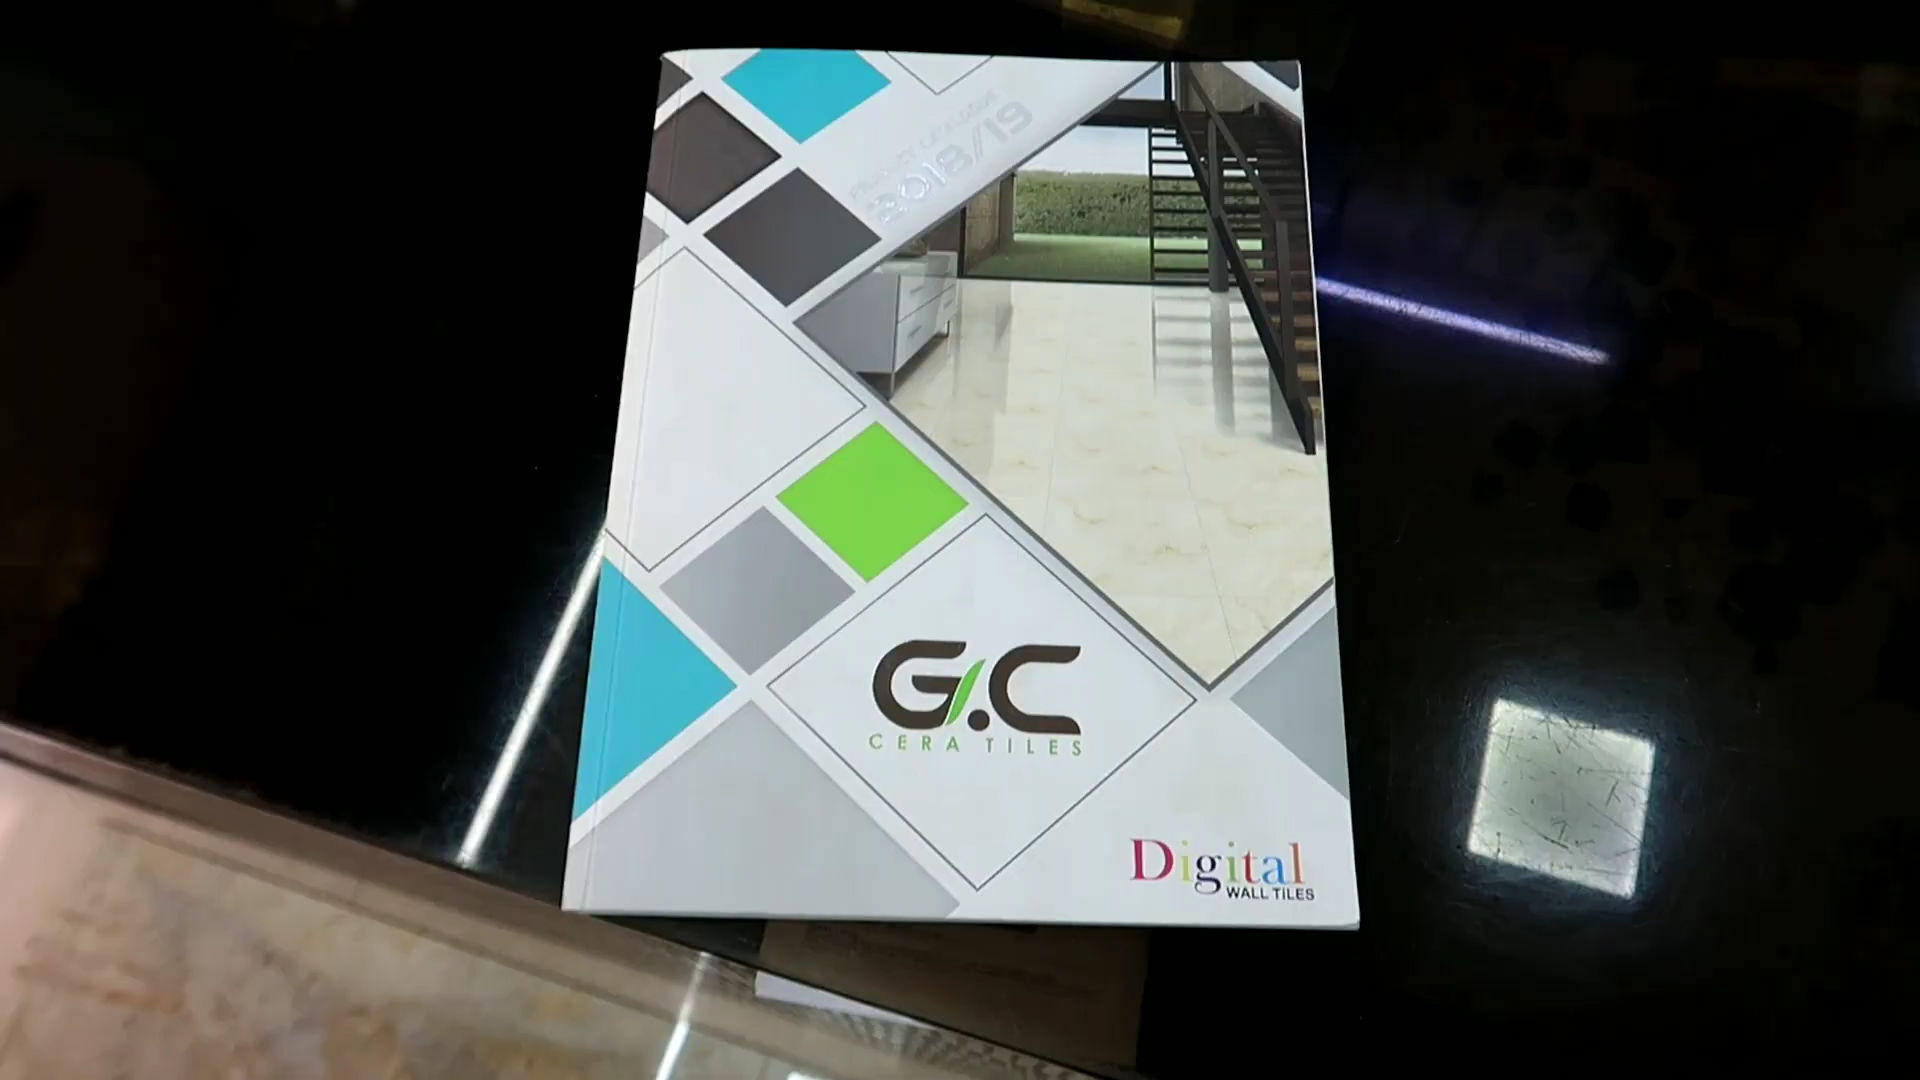 2018/19
G.C
CERA TILES
Digital
WALL TILES